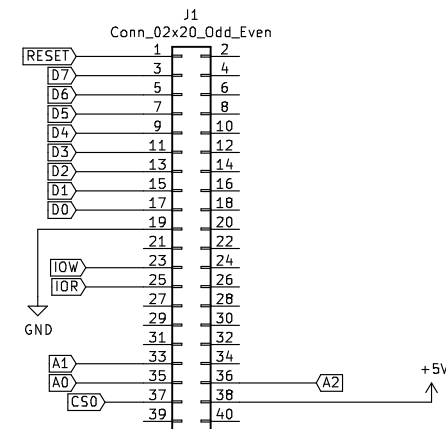 J1
Conn_02x20_Odd_Even
RESET 1 2
D7 3 4
D6 5 6
D5 7 8
D4 9 10
D3 11 12
D2 13 14
D1 15 16
D0 17 18
19 20
21 22
IOW 23 24
IOR 25 26
27 28
GND 29 30
31 32
A1 33 34
A0 35 36 A2
CS0 37 38 +5V
39 40